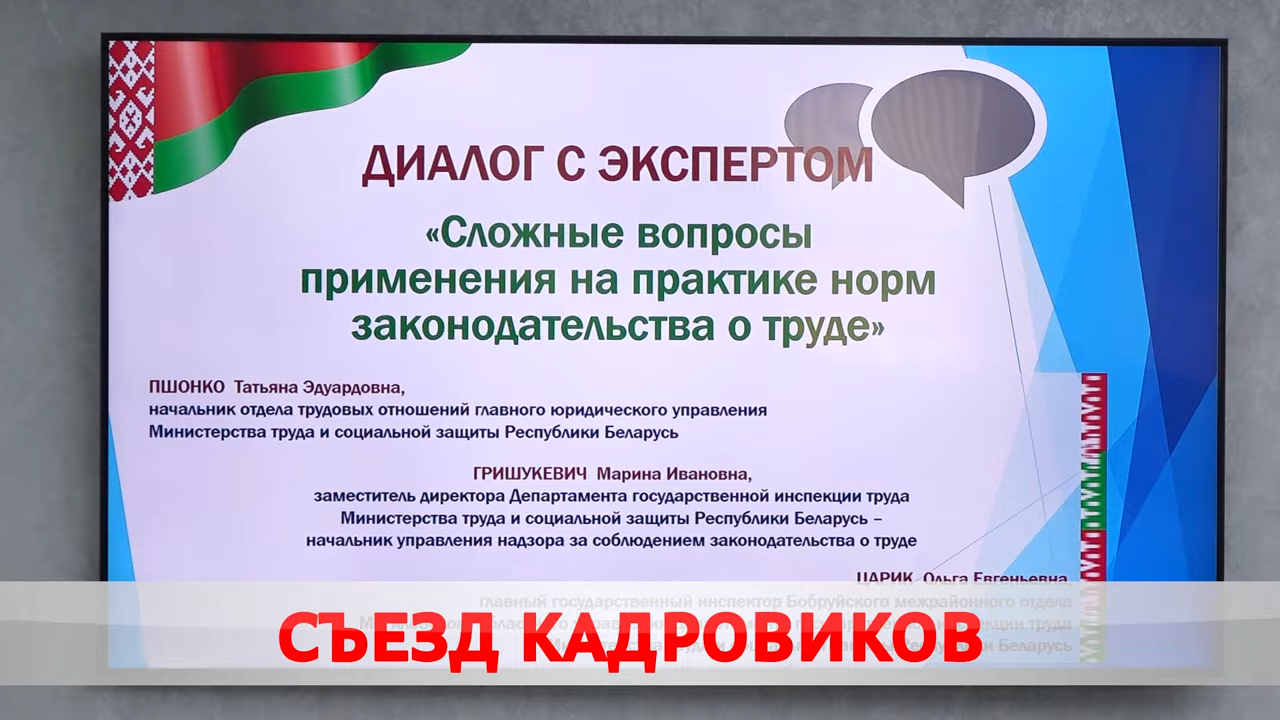 ДИАЛОГ С ЭКСПЕРТОМ
«Сложные вопросы
применения на практике норм
законодательства о труде»
ПШОНКО Татьяна Эдуардовна,
начальник отдела трудовых отношений главного юридического управления
Министерства труда и социальной защиты Республики Беларусь
ГРИШУКЕВИЧ Марина Ивановна,
заместитель директора Департамента государственной инспекции труда
Министерства труда и социальной защиты Республики Беларусь –
начальник управления надзора за соблюдением законодательства о труде
ЦАРИК Ольга Евгеньевна,
главный государственный инспектор Бобруйского межрайонного отдела
труда
Беларусь
СЪЕЗД КАДРОВИКОВ